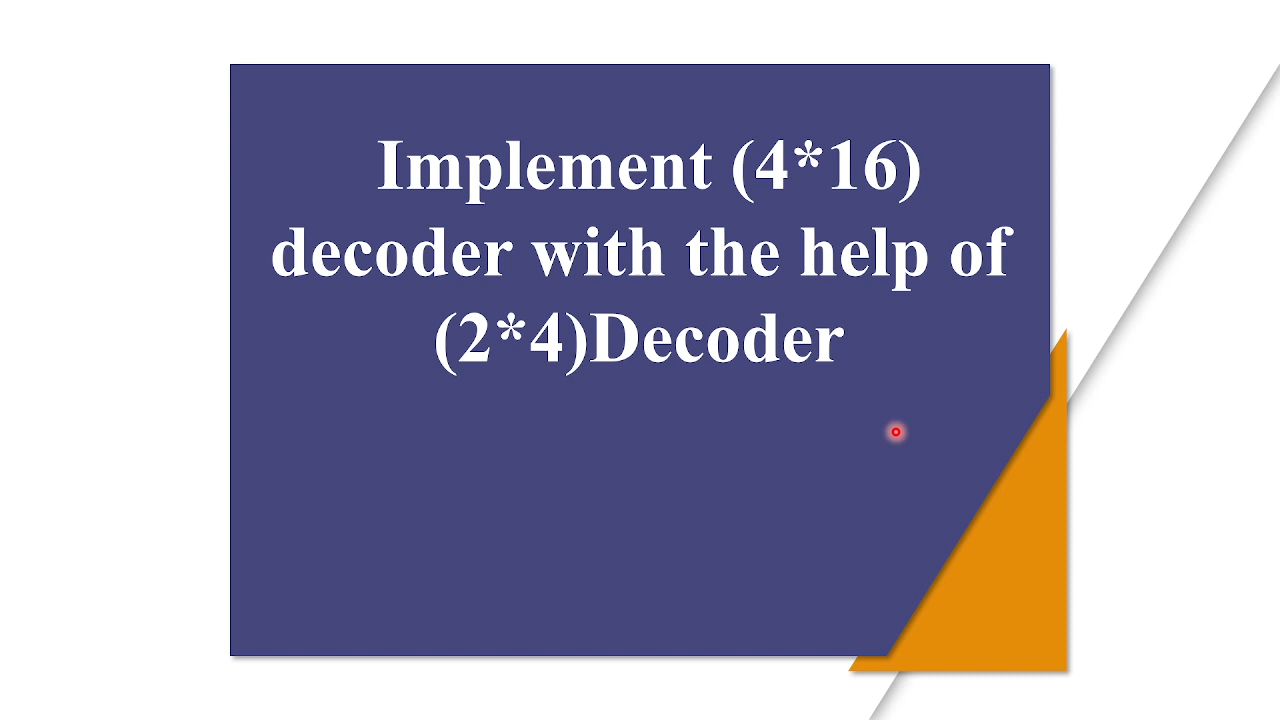 Implement (4*16)
decoder with the help of
(2*4)Decoder